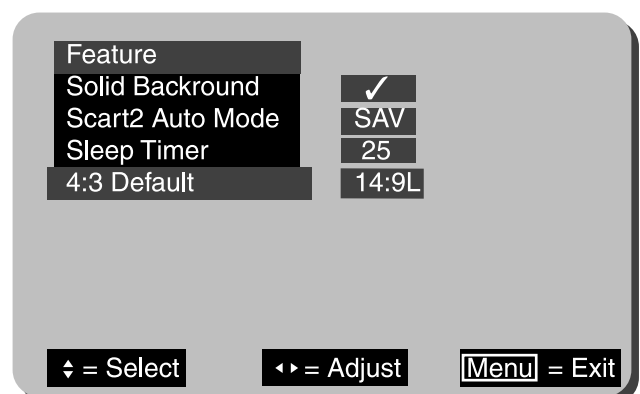 Feature
Solid Backround ✓
Scart2 Auto Mode SAV
Sleep Timer 25
4:3 Default 14:9L
= Select = Adjust Menu = Exit